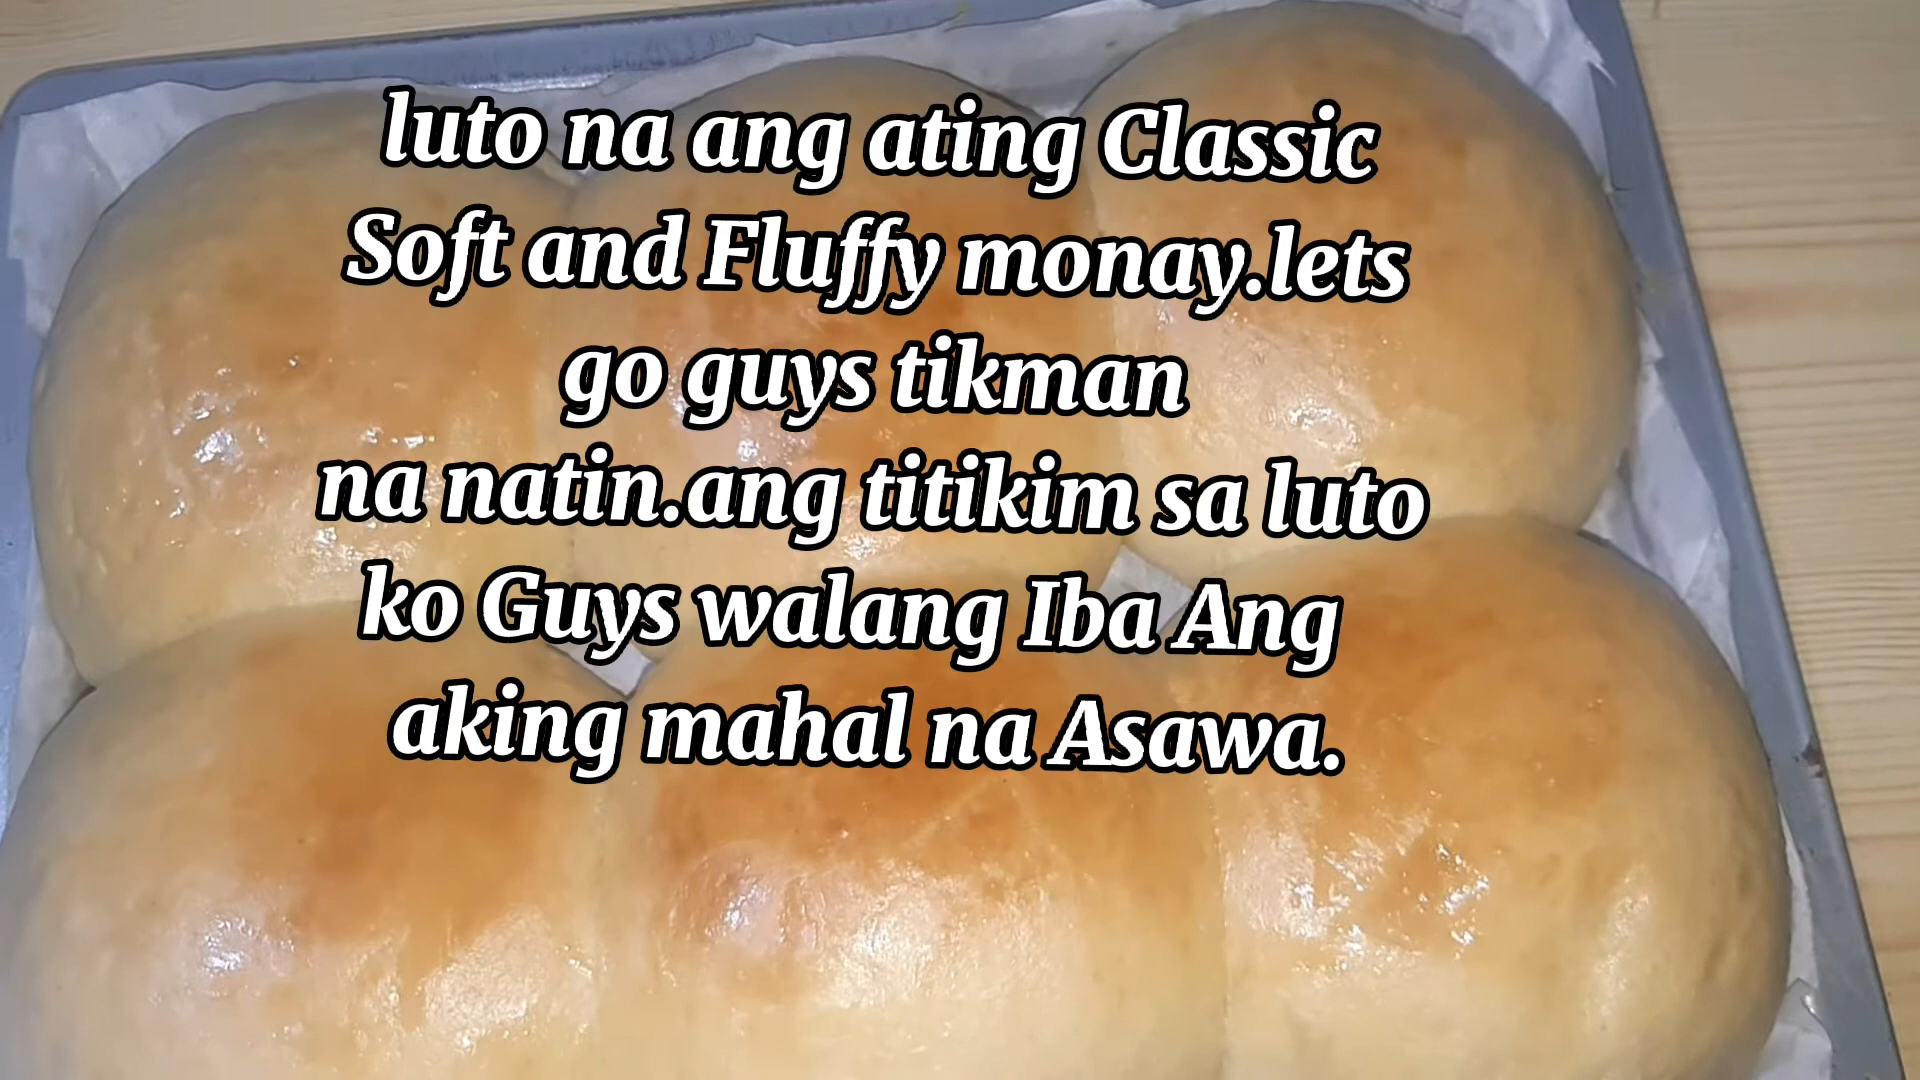 luto na ang ating Classic
Soft and Fluffy monay.lets
go guys tikman
na natin.ang titikim sa luto
ko Guys walang Iba Ang
aking mahal na Asawa.